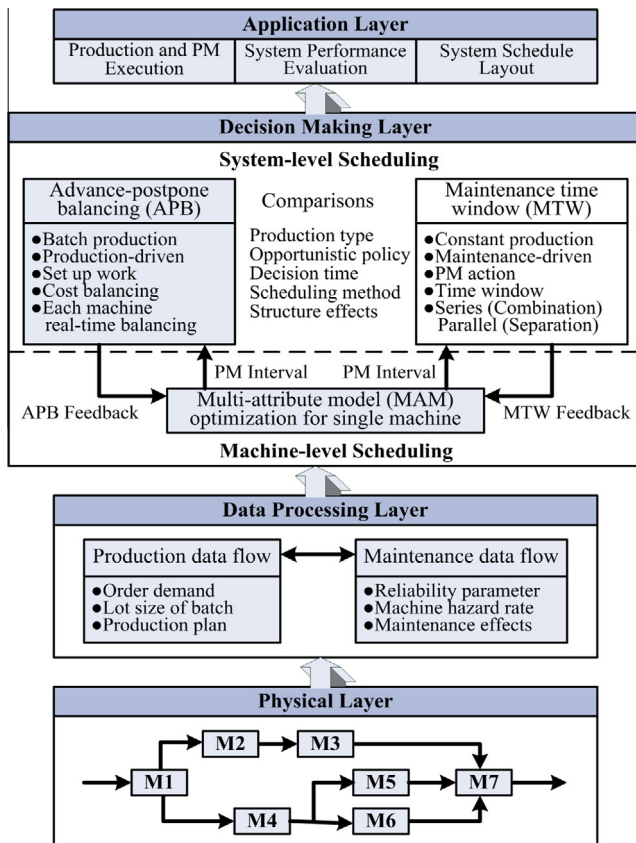 Application Layer
Production and PM Execution
System Performance Evaluation
System Schedule Layout
Decision Making Layer
System-level Scheduling
Advance-postpone
balancing (APB)
●Batch production
●Production-driven
●Set up work
●Cost balancing
●Each machine
real-time balancing
Comparisons
Production type
Opportunistic policy
Decision time
Scheduling method
Structure effects
Maintenance time
window (MTW)
●Constant production
●Maintenance-driven
●PM action
●Time window
●Series (Combination)
Parallel (Separation)
PM Interval
PM Interval
APB Feedback
Multi-attribute model (MAM)
optimization for single machine
MTW Feedback
Machine-level Scheduling
Data Processing Layer
Production data flow
●Order demand
●Lot size of batch
●Production plan
Maintenance data flow
●Reliability parameter
●Machine hazard rate
●Maintenance effects
Physical Layer
M2
M3
M1
M5
M7
M4
M6